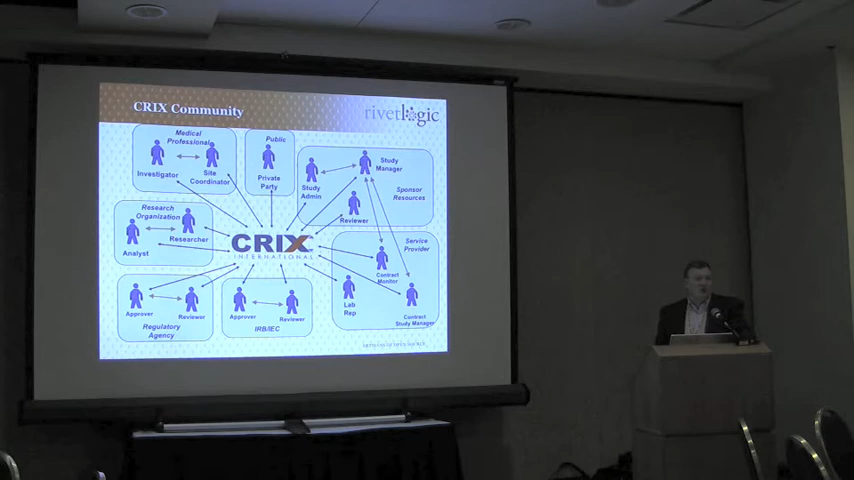 CRIX Community
rivetlogic
Medical
Professional
Investigator
Site
Coordinator
Public
Private
Party
Study
Admin
Study
Manager
Sponsor
Resources
Reviewer
Research
Organization
Researcher
Analyst
CRIX
INTERNATIONAL
Service
Provider
Contract
Monitor
Lab
Rep
Contract
Study Manager
Approver
Reviewer
Regulatory
Agency
Approver
Reviewer
IRB/IEC